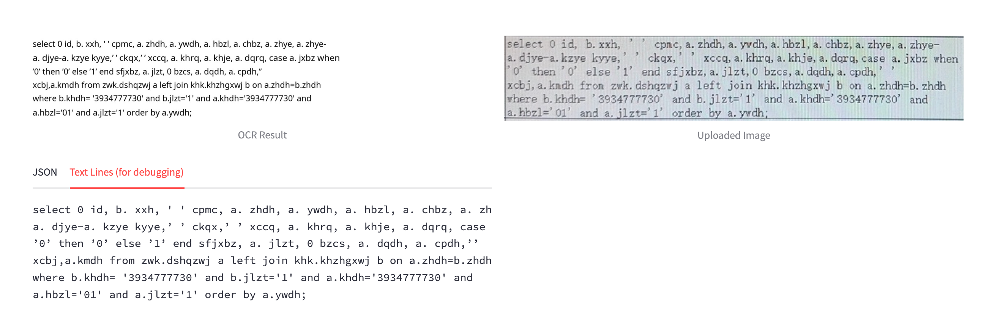 select 0 id, b. xxh, ' ' cpmc, a. zhdh, a. ywdh, a. hbzl, a. chbz, a. zhye, a. zhye-
a. djye-a. kzye kyye,’ ’ ckqx,’ ’ xccq, a. khrq, a. khje, a. dqrq, case a. jxbz when
’0’ then ’0’ else ’1’ end sfjxbz, a. jlzt, 0 bzcs, a. dqdh, a. cpdh,’’
xcbj,a.kmdh from zwk.dshqzwj a left join khk.khzhgxwj b on a.zhdh=b.zhdh
where b.khdh= '3934777730' and b.jlzt='1' and a.khdh='3934777730' and
a.hbzl='01' and a.jlzt='1' order by a.ywdh;
OCR Result
select 0 id, b. xxh, ’ ’ cpmc, a. zhdh, a. ywdh, a. hbzl, a. chbz, a. zhye, a. zhye-
a. djye-a. kzye kyye,’ ’ ckqx,’ ’ xccq, a. khrq, a. khje, a. dqrq, case a. jxbz when
’0’ then ’0’ else ’1’ end sfjxbz, a. jlzt, 0 bzcs, a. dqdh, a. cpdh,’ ’
xcbj, a. kmdh from zwk. dshqzwj a left join khk. khzhgxwj b on a. zhdh=b. zhdh
where b. khdh= ’3934777730’ and b. jlzt=’1’ and a. khdh=’3934777730’ and
a. hbzl=’01’ and a. jlzt=’1’ order by a. ywdh;
Uploaded Image
JSON Text Lines (for debugging)
select 0 id, b. xxh, ' ' cpmc, a. zhdh, a. ywdh, a. hbzl, a. chbz, a. zh
a. djye-a. kzye kyye,’ ’ ckqx,’ ’ xccq, a. khrq, a. khje, a. dqrq, case
’0’ then ’0’ else ’1’ end sfjxbz, a. jlzt, 0 bzcs, a. dqdh, a. cpdh,’’
xcbj,a.kmdh from zwk.dshqzwj a left join khk.khzhgxwj b on a.zhdh=b.zhdh
where b.khdh= '3934777730' and b.jlzt='1' and a.khdh='3934777730' and
a.hbzl='01' and a.jlzt='1' order by a.ywdh;